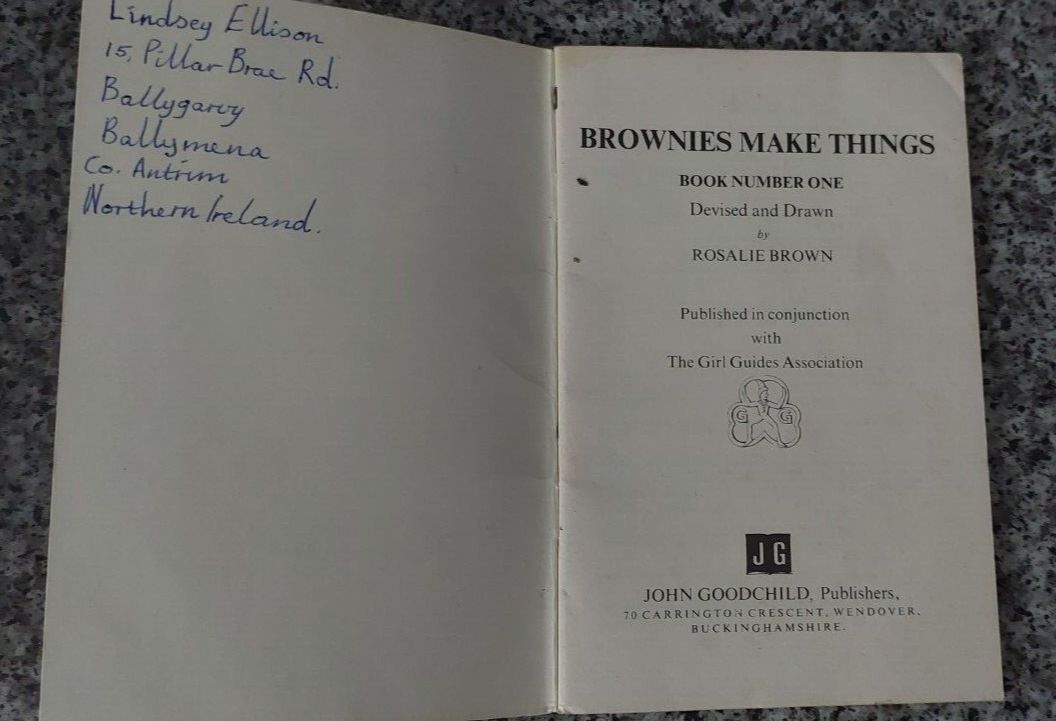 Lindsey Ellison
15, Pillar Brae Rd.
Ballygarvy
Ballymena
Co. Antrim
Northern Ireland.
BROWNIES MAKE THINGS
BOOK NUMBER ONE
Devised and Drawn
by
ROSALIE BROWN
Published in conjunction
with
The Girl Guides Association
G G
JG
JOHN GOODCHILD, Publishers,
70 CARRINGTON CRESCENT, WENDOVER,
BUCKINGHAMSHIRE.